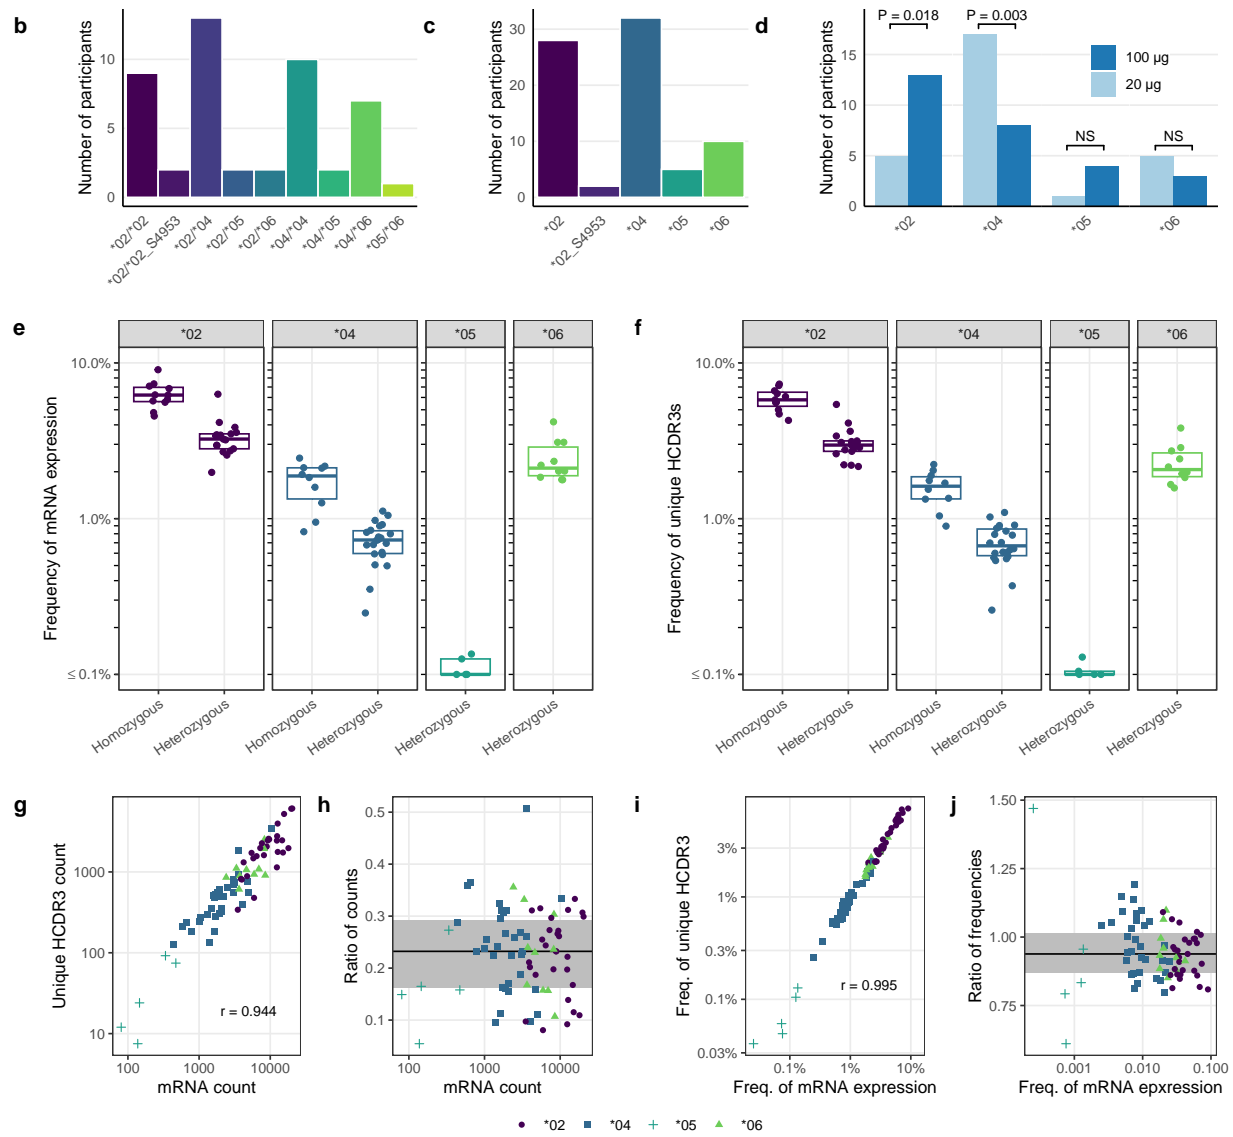 b
Number of participants
10
5
0
*02/*02
*02/*02_S4953
*02/*04
*02/*05
*02/*06
*04/*04
*04/*05
*04/*06
*05/*06
c
Number of participants
30
20
10
0
*02
*02_S4953
*04
*05
*06
d
Number of participants
15
10
5
0
P = 0.018
P = 0.003
NS
NS
100 µg
20 µg
*02
*04
*05
*06
e
Frequency of mRNA expression
*02
*04
*05
*06
10.0%
1.0%
≤ 0.1%
Homozygous
Heterozygous
Homozygous
Heterozygous
Heterozygous
Heterozygous
f
Frequency of unique HCDR3s
*02
*04
*05
*06
10.0%
1.0%
≤ 0.1%
Homozygous
Heterozygous
Homozygous
Heterozygous
Heterozygous
Heterozygous
g
Unique HCDR3 count
1000
100
10
r = 0.944
100
1000
10000
mRNA count
h
Ratio of counts
0.5
0.4
0.3
0.2
0.1
100
1000
10000
mRNA count
i
Freq. of unique HCDR3
3%
1%
0.3%
0.1%
0.03%
r = 0.995
0.1%
1%
10%
Freq. of mRNA expression
j
Ratio of frequencies
1.50
1.25
1.00
0.75
0.001
0.010
0.100
Freq. of mRNA epxression
*02
*04
*05
*06